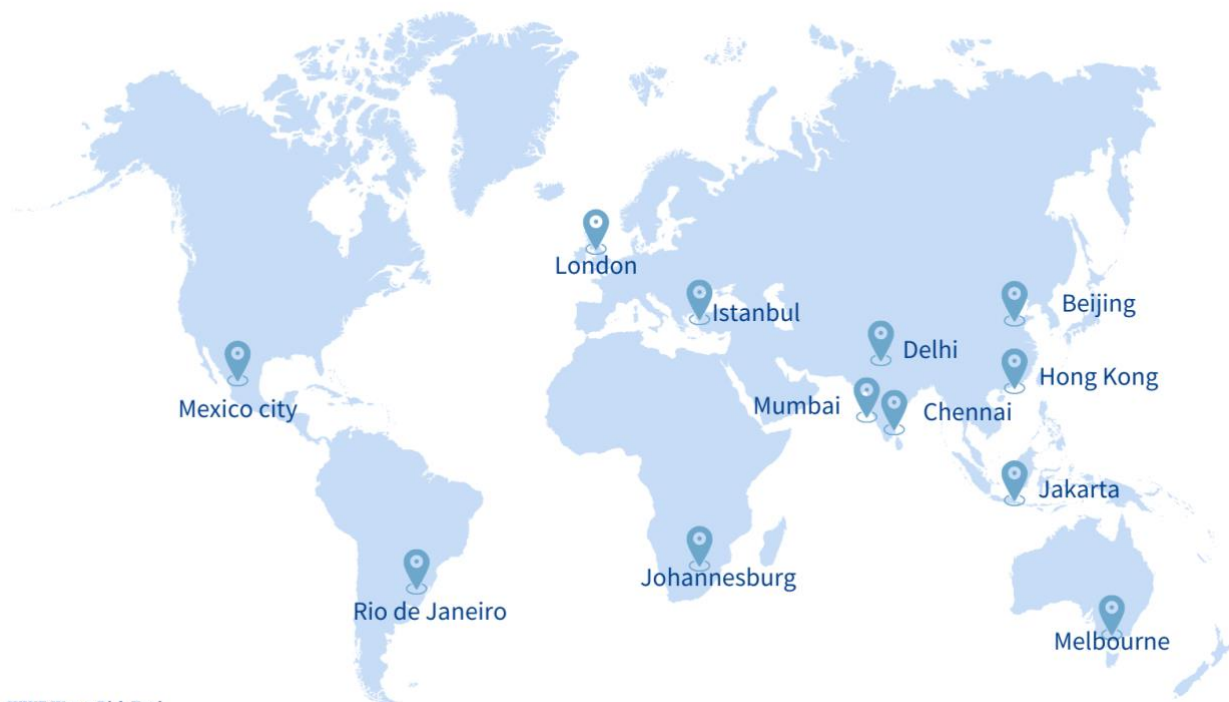 London
Istanbul
Beijing
Delhi
Hong Kong
Mexico city
Mumbai
Chennai
Jakarta
Johannesburg
Rio de Janeiro
Melbourne